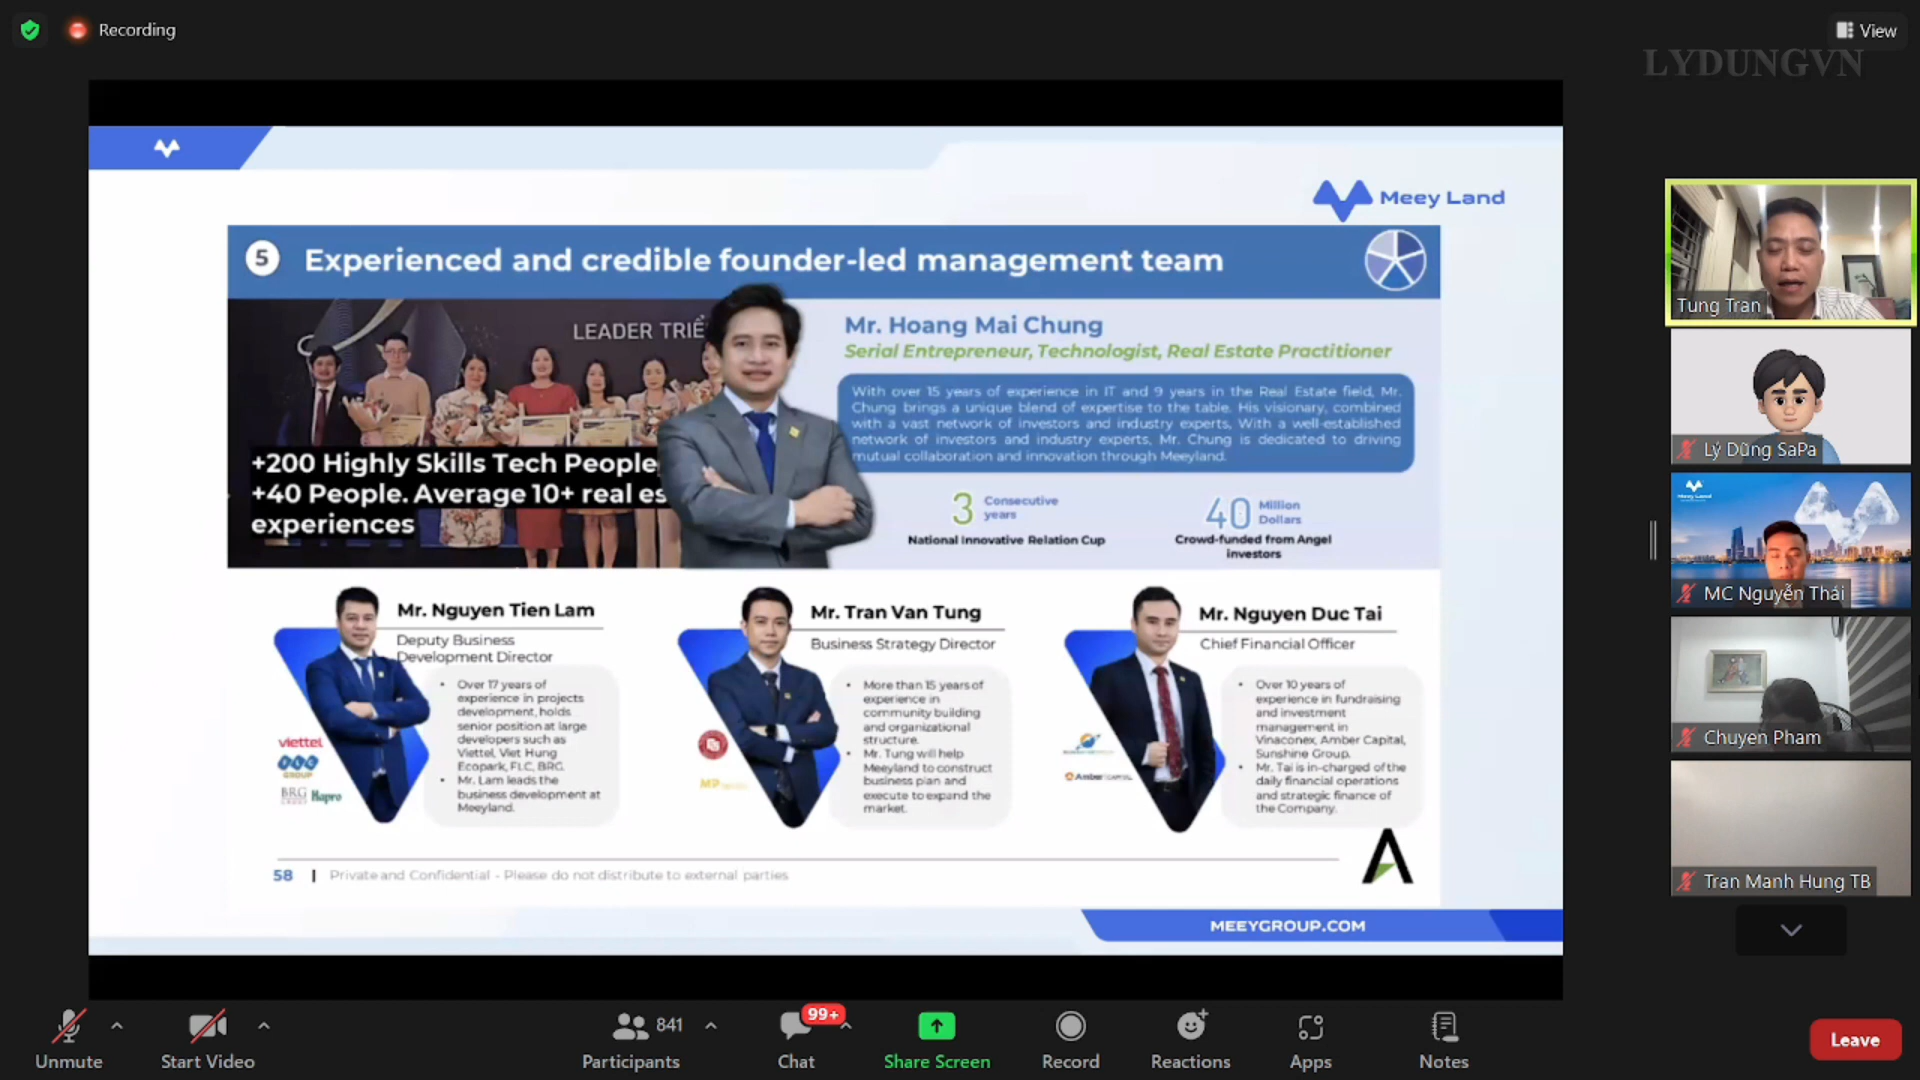 Recording
View
LYDUNGVN
Meey Land
5 Experienced and credible founder-led management team
LEADER TRIỂ
+200 Highly Skills Tech People
+40 People. Average 10+ real es
experiences
Mr. Hoang Mai Chung
Serial Entrepreneur, Technologist, Real Estate Practitioner
With over 15 years of experience in IT and 9 years in the Real Estate field, Mr.
Chung brings a unique blend of expertise to the table. His visionary, combined
with a vast network of investors and industry experts, With a well-established
network of investors and industry experts, Mr. Chung is dedicated to driving
mutual collaboration and innovation through Meeyland.
3 Consecutive
years
National Innovative Relation Cup
40 Million
Dollars
Crowd-funded from Angel
investors
Mr. Nguyen Tien Lam
Deputy Business
Development Director
• Over 17 years of
experience in projects
development, holds
senior position at large
developers such as
Viettel, Viet Hung
Ecopark, FLC, BRG.
• Mr. Lam leads the
business development at
Meeyland.
viettel
FLC
GROUP
BRG
Hapro
Mr. Tran Van Tung
Business Strategy Director
• More than 15 years of
experience in
community building
and organizational
structure.
• Mr. Tung will help
Meeyland to construct
business plan and
execute to expand the
market.
MP
Mr. Nguyen Duc Tai
Chief Financial Officer
• Over 10 years of
experience in fundraising
and investment
management in
Vinaconex, Amber Capital,
Sunshine Group.
• Mr. Tai is in-charged of the
daily financial operations
and strategic finance of
the Company.
Amber CAPITAL
58 | Private and Confidential - Please do not distribute to external parties
MEEYGROUP.COM
Tung Tran
Lý Dũng SaPa
Meey Land
MC Nguyễn Thái
Chuyen Pham
Tran Manh Hung TB
Unmute
Start Video
841
Participants
99+
Chat
Share Screen
Record
Reactions
Apps
Notes
Leave